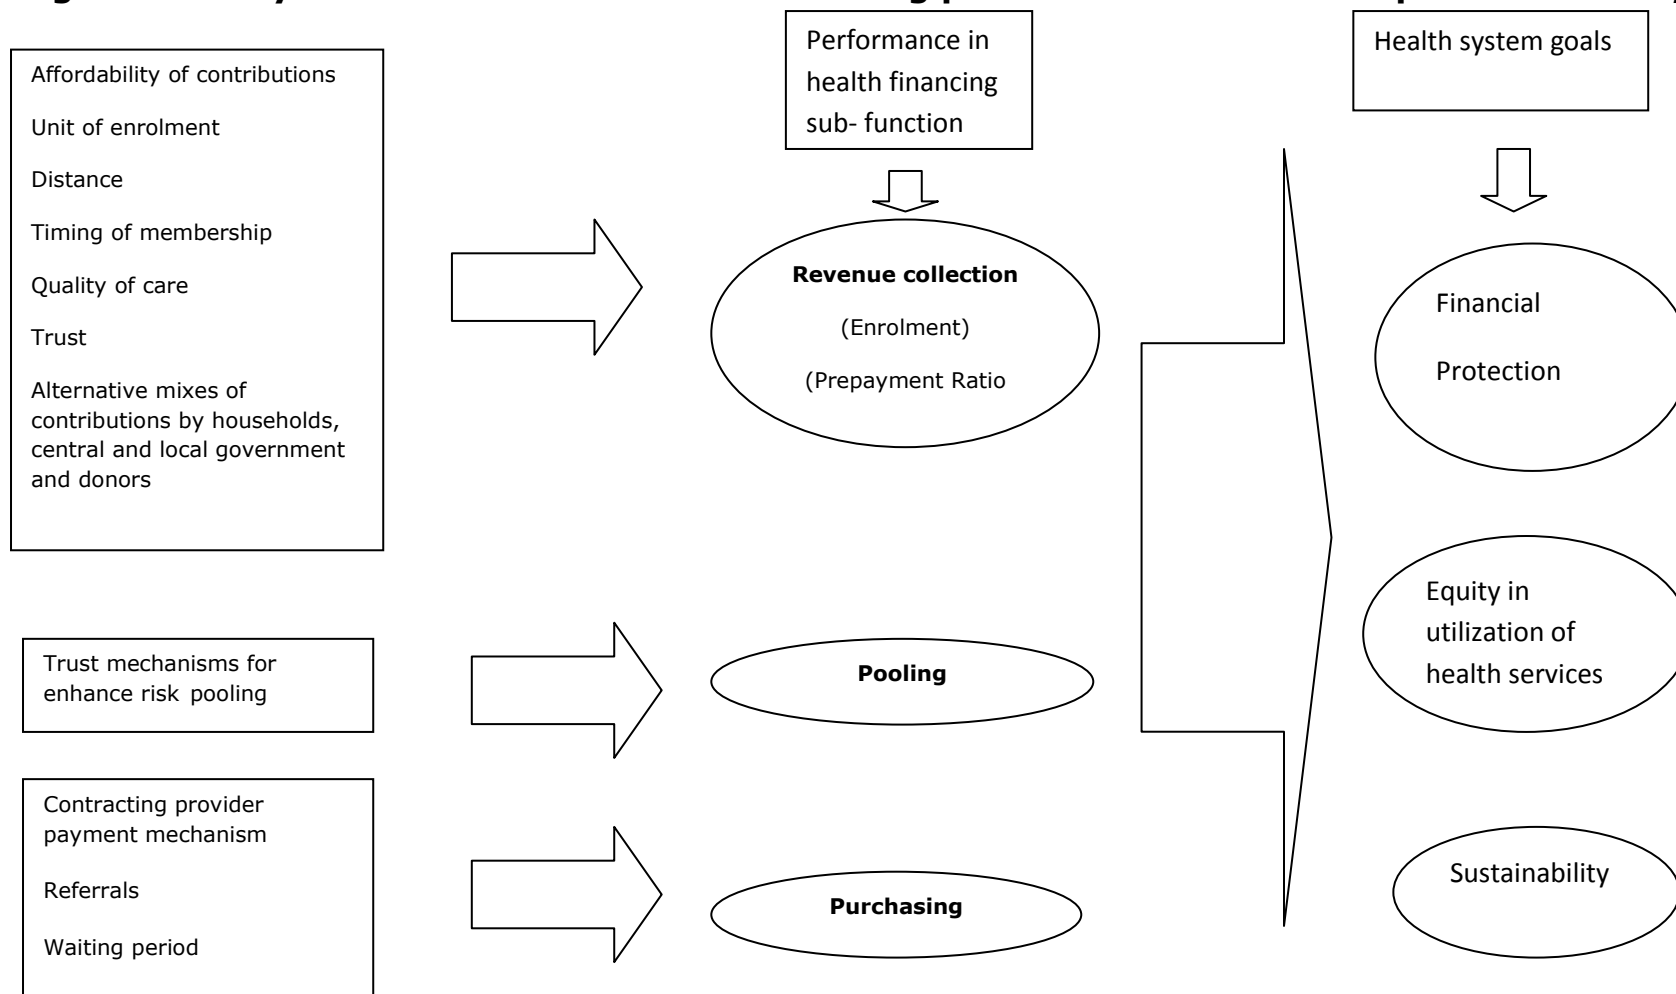 Performance in
health financing
sub- function
Health system goals
Affordability of contributions
Unit of enrolment
Distance
Timing of membership
Quality of care
Trust
Alternative mixes of
contributions by households,
central and local government
and donors
Revenue collection
(Enrolment)
(Prepayment Ratio
Financial
Protection
Trust mechanisms for
enhance risk pooling
Pooling
Equity in
utilization of
health services
Contracting provider
payment mechanism
Referrals
Waiting period
Purchasing
Sustainability